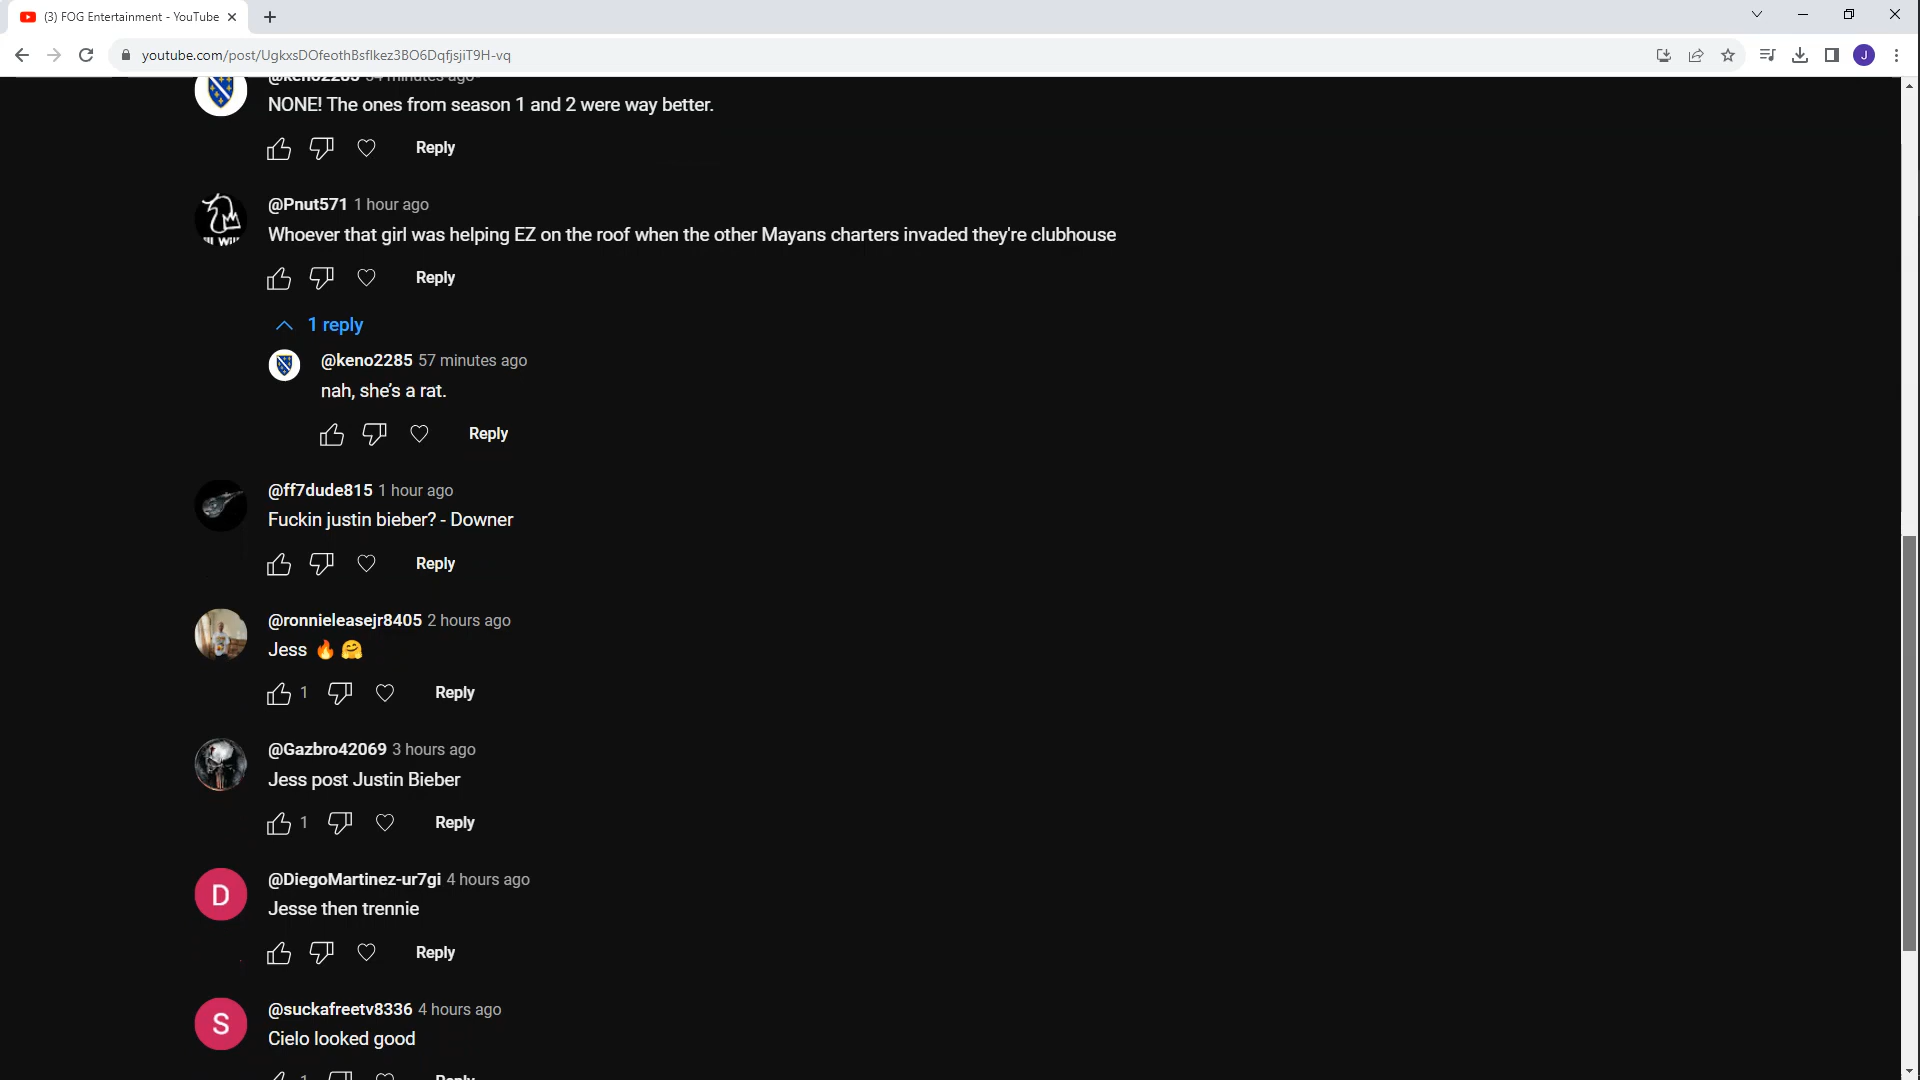 (3) FOG Entertainment - YouTube
youtube.com/post/UgkxsDOfeothBsflkez3BO6DqfjsjiT9H-vq
J
@keno2285 54 minutes ago
NONE! The ones from season 1 and 2 were way better.
Reply
@Pnut571 1 hour ago
Whoever that girl was helping EZ on the roof when the other Mayans charters invaded they're clubhouse
Reply
1 reply
@keno2285 57 minutes ago
nah, she's a rat.
Reply
@ff7dude815 1 hour ago
Fuckin justin bieber? - Downer
Reply
@ronnieleasejr8405 2 hours ago
Jess 🔥 🤗
1 Reply
@Gazbro42069 3 hours ago
Jess post Justin Bieber
1 Reply
D
@DiegoMartinez-ur7gi 4 hours ago
Jesse then trennie
Reply
S
@suckafreetv8336 4 hours ago
Cielo looked good
1 Reply